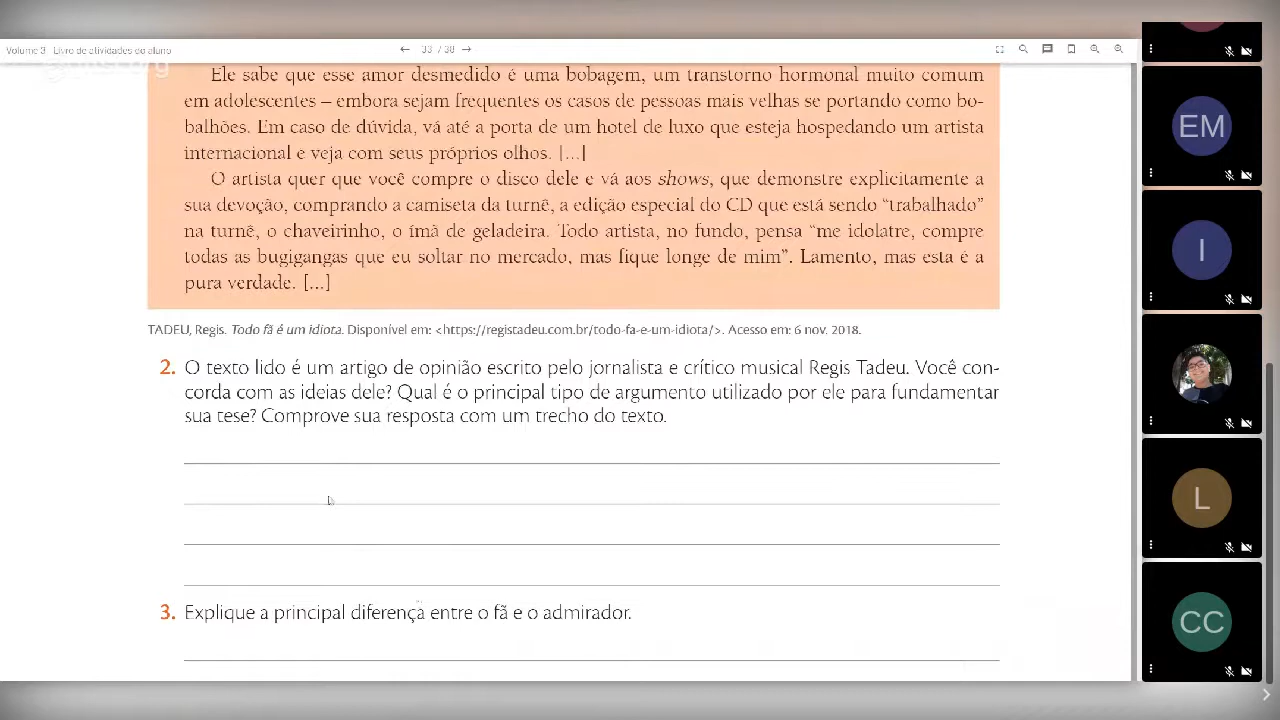 Volume 3 - Livro de atividades do aluno
33 / 38
Ele sabe que esse amor desmedido é uma bobagem, um transtorno hormonal muito comum
em adolescentes – embora sejam frequentes os casos de pessoas mais velhas se portando como bo-
balhões. Em caso de dúvida, vá até a porta de um hotel de luxo que esteja hospedando um artista
internacional e veja com seus próprios olhos. [...]
O artista quer que você compre o disco dele e vá aos shows, que demonstre explicitamente a
sua devoção, comprando a camiseta da turnê, a edição especial do CD que está sendo “trabalhado”
na turnê, o chaveirinho, o ímã de geladeira. Todo artista, no fundo, pensa “me idolatre, compre
todas as bugigangas que eu soltar no mercado, mas fique longe de mim”. Lamento, mas esta é a
pura verdade. [...]
TADEU, Regis. Todo fã é um idiota. Disponível em: <https://registadeu.com.br/todo-fa-e-um-idiota/>. Acesso em: 6 nov. 2018.
2. O texto lido é um artigo de opinião escrito pelo jornalista e crítico musical Regis Tadeu. Você con-
corda com as ideias dele? Qual é o principal tipo de argumento utilizado por ele para fundamentar
sua tese? Comprove sua resposta com um trecho do texto.
3. Explique a principal diferença entre o fã e o admirador.
EM
I
L
CC